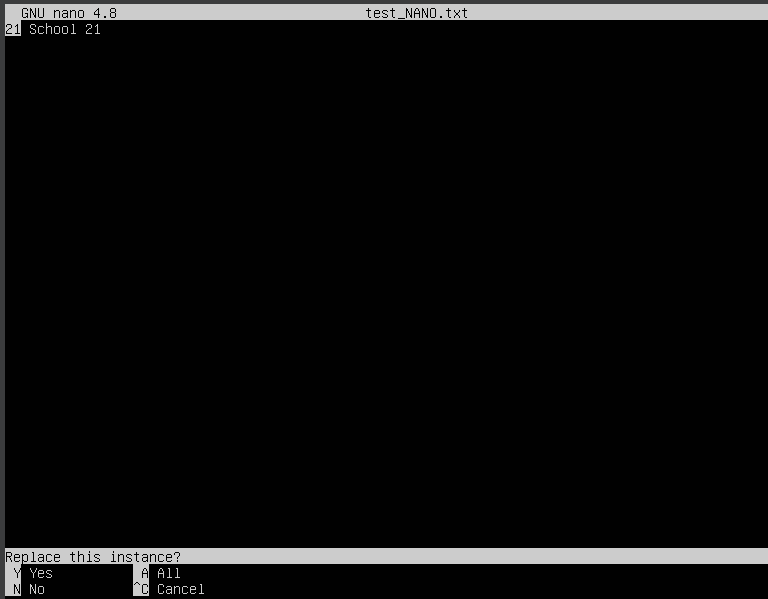 GNU nano 4.8 test_NANO.txt
21 School 21
Replace this instance?
Y Yes A All
N No ^C Cancel